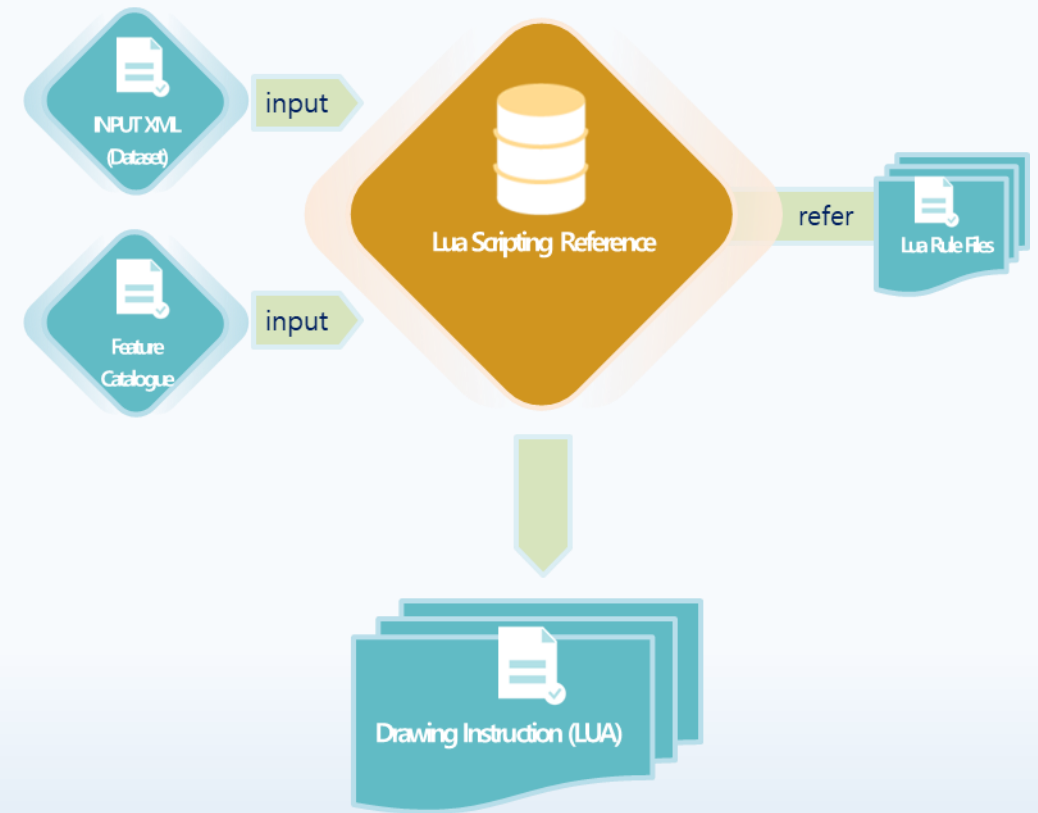 INPUT XML
(Dataset)
input
Lua Scripting Reference
refer
Lua Rule Files
Feature
Catalogue
input
Drawing Instruction (LUA)